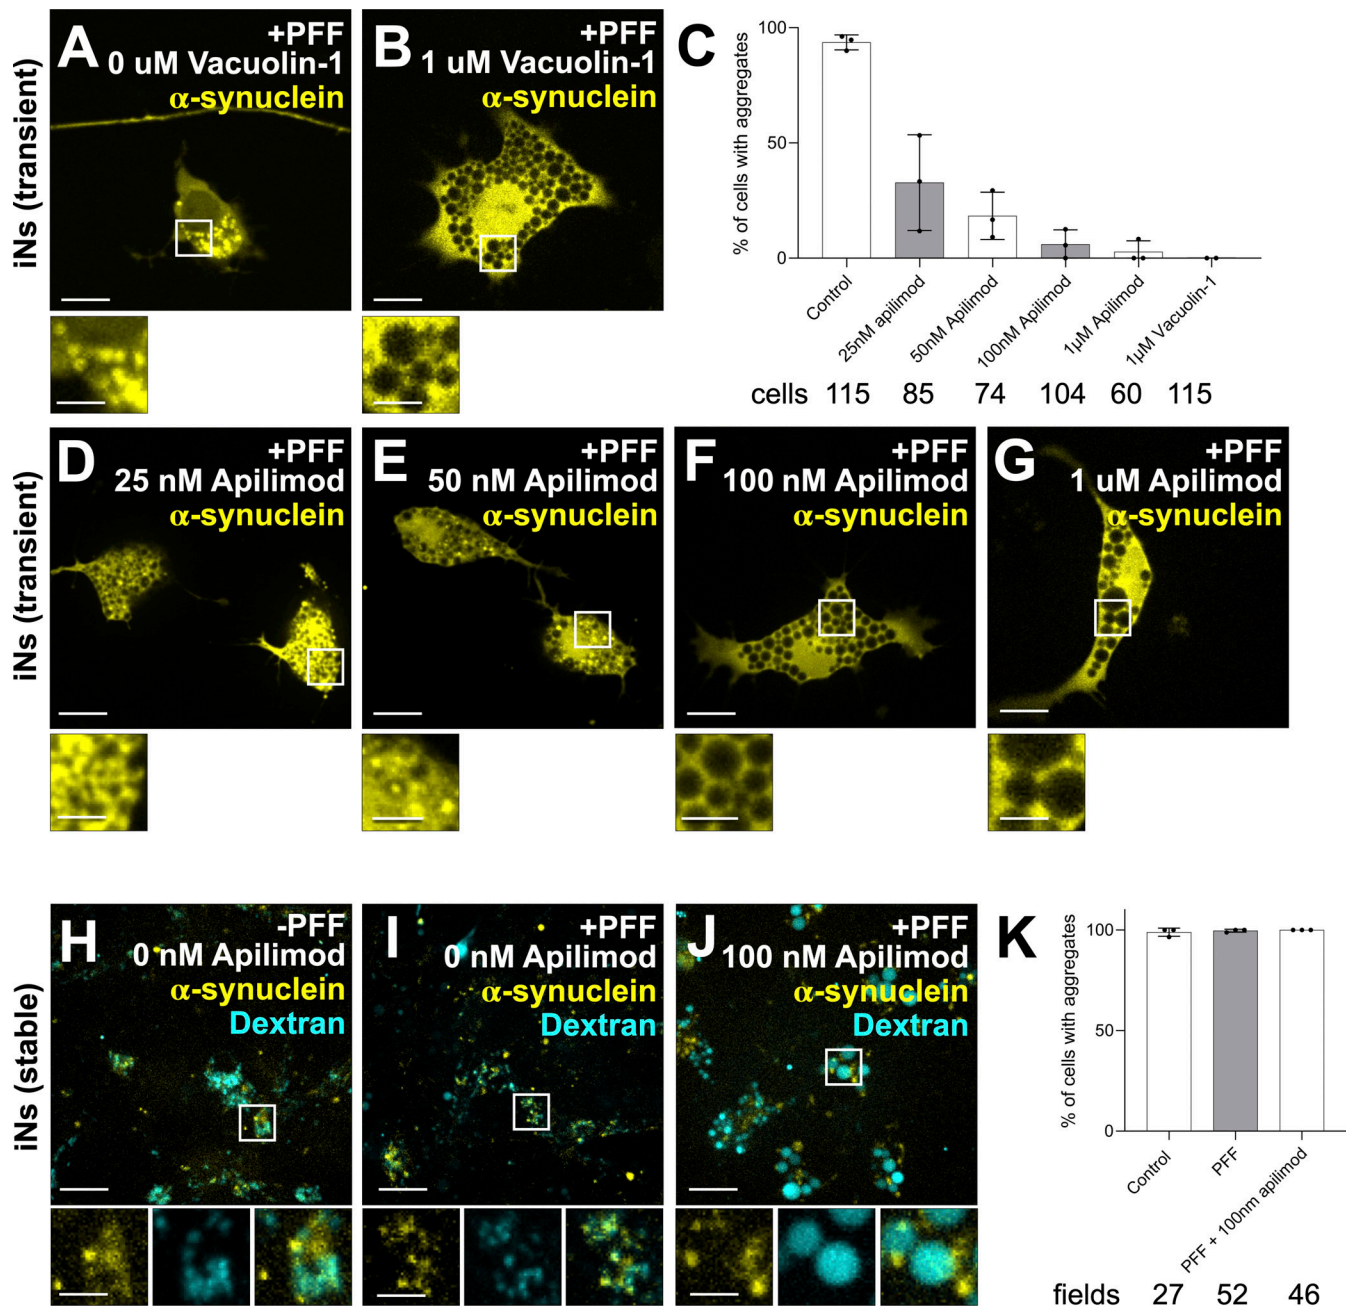 iNs (transient)
A
+PFF
0 uM Vacuolin-1
α-synuclein
B
+PFF
1 uM Vacuolin-1
α-synuclein
C
% of cells with aggregates
100
50
0
Control
25nM apilimod
50nM Apilimod
100nM Apilimod
1µM Apilimod
1µM Vacuolin-1
cells 115 85 74 104 60 115
iNs (transient)
D
+PFF
25 nM Apilimod
α-synuclein
E
+PFF
50 nM Apilimod
α-synuclein
F
+PFF
100 nM Apilimod
α-synuclein
G
+PFF
1 uM Apilimod
α-synuclein
iNs (stable)
H
-PFF
0 nM Apilimod
α-synuclein
Dextran
I
+PFF
0 nM Apilimod
α-synuclein
Dextran
J
+PFF
100 nM Apilimod
α-synuclein
Dextran
K
% of cells with aggregates
100
50
0
Control
PFF
PFF + 100nm apilimod
fields 27 52 46